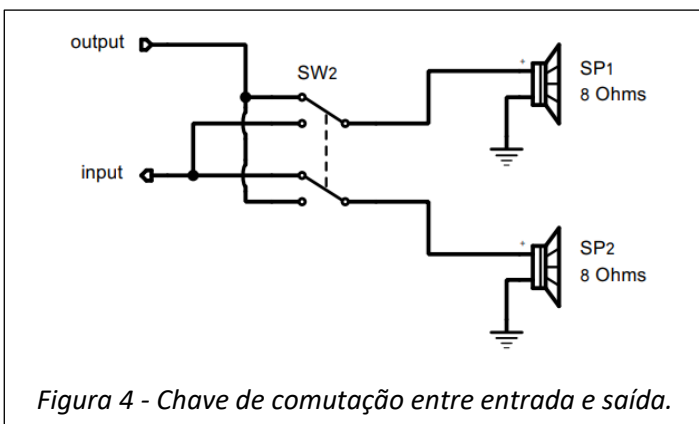 output
SW2
SP1
8 Ohms
input
SP2
8 Ohms
Figura 4 - Chave de comutação entre entrada e saída.